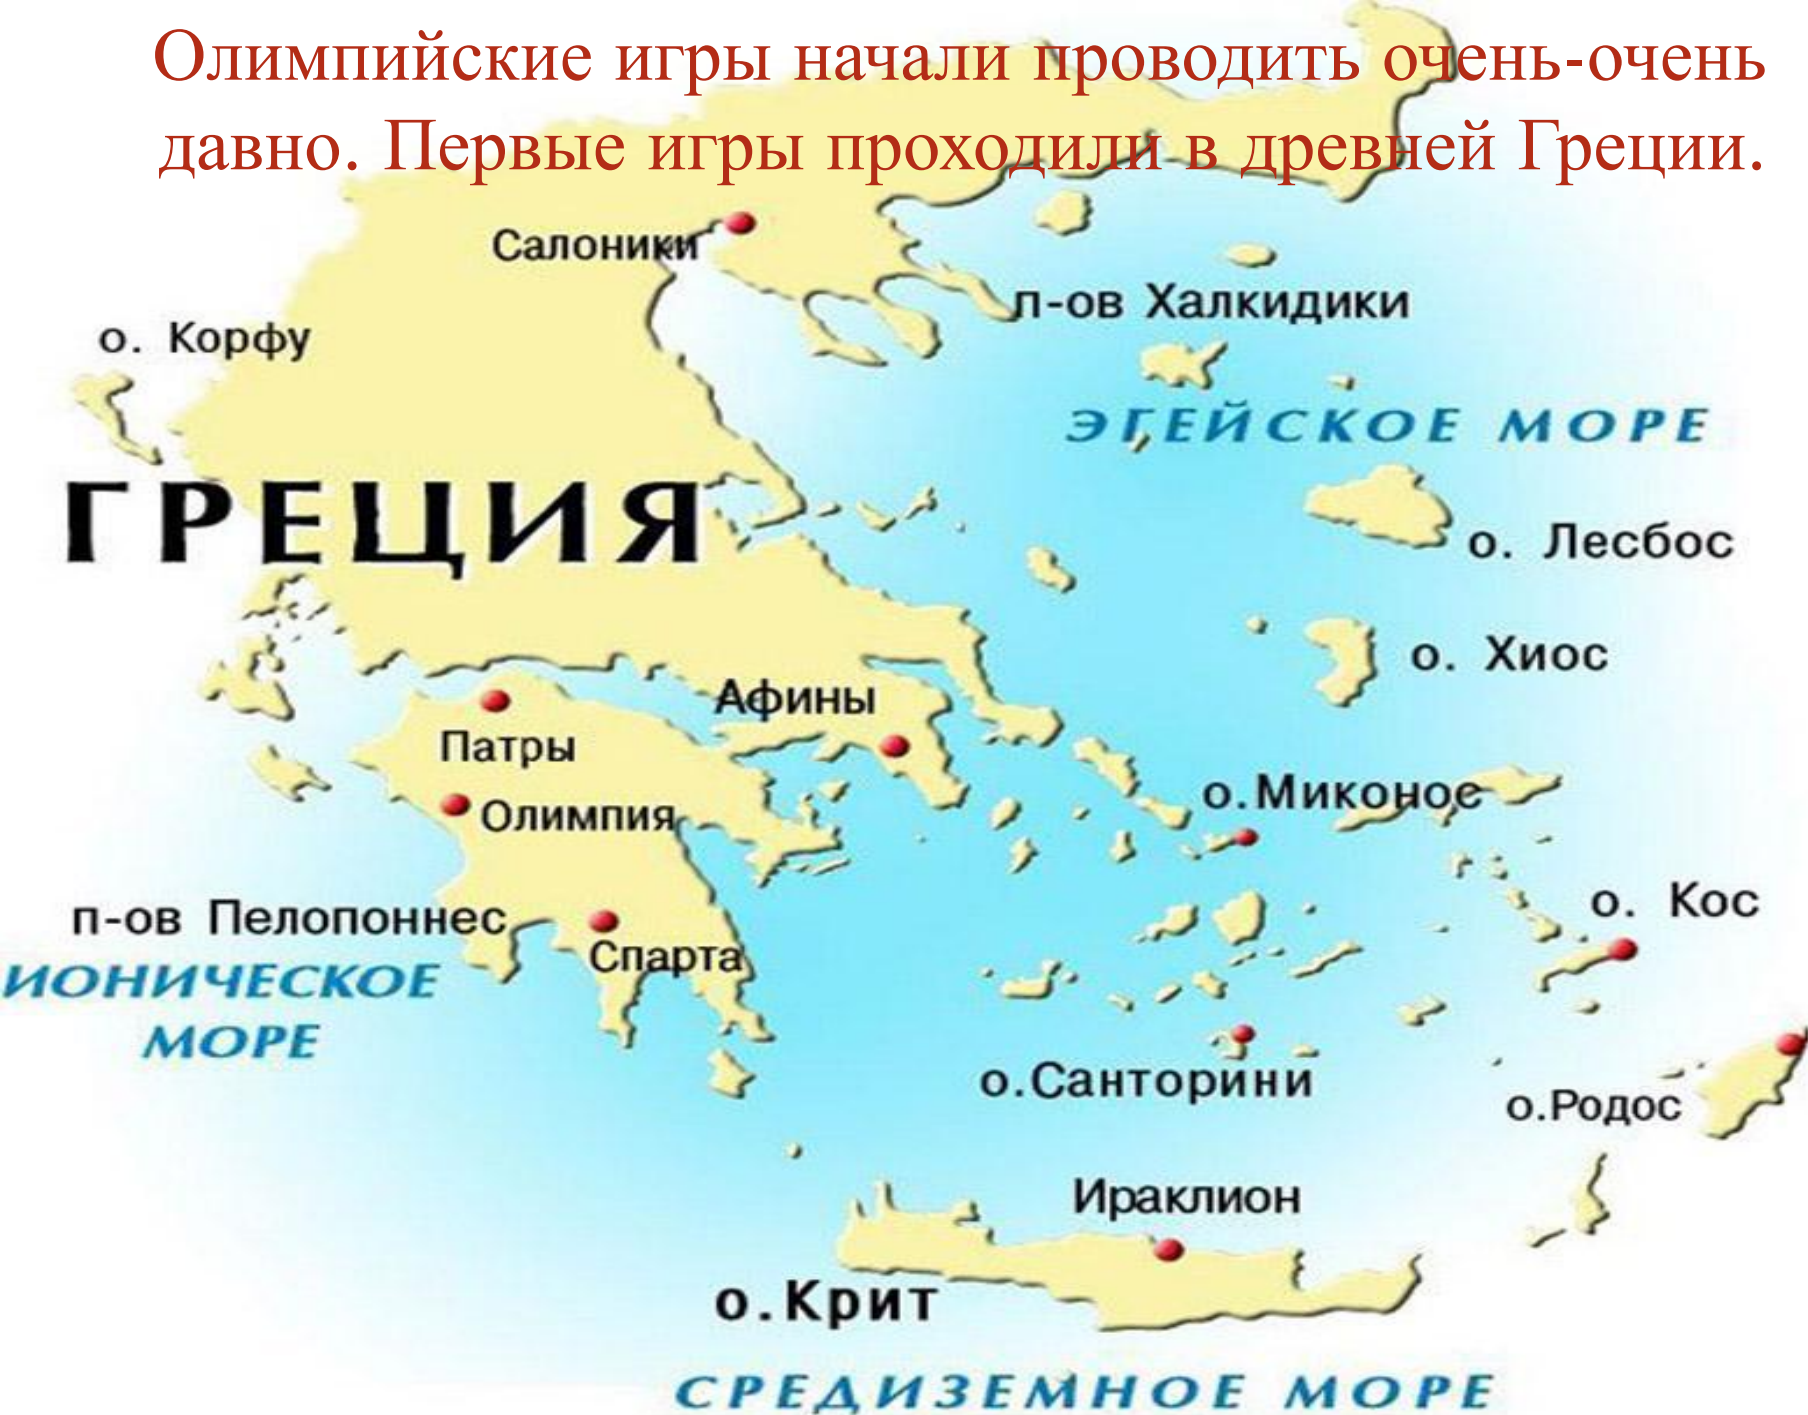 Олимпийские игры начали проводить очень-очень
давно. Первые игры проходили в древней Греции.
Салоники
п-ов Халкидики
о. Корфу
ЭГЕЙСКОЕ МОРЕ
ГРЕЦИЯ
о. Лесбос
о. Хиос
Афины
Патры
о.Миконос
Олимпия
о. Кос
п-ов Пелопоннес
Спарта
ИОНИЧЕСКОЕ
МОРЕ
о.Санторини
о.Родос
Ираклион
о.Крит
СРЕДИЗЕМНОЕ МОРЕ